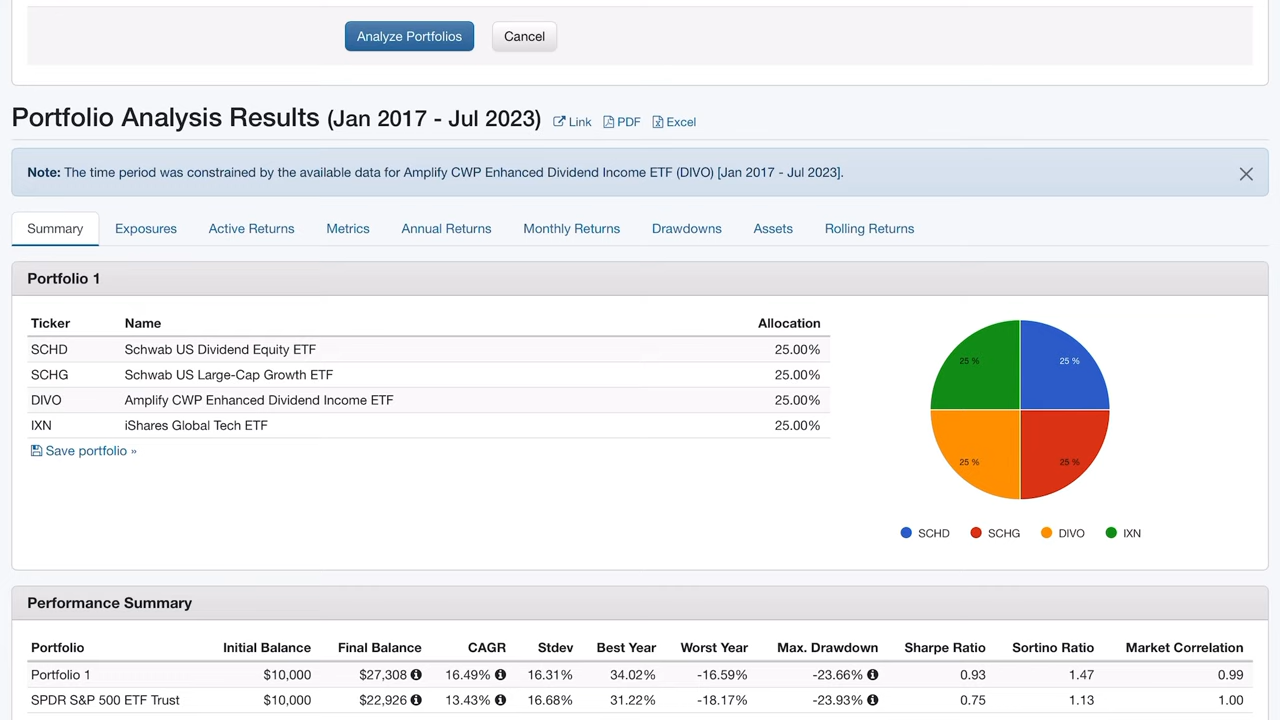 Analyze Portfolios Cancel
Portfolio Analysis Results (Jan 2017 - Jul 2023) Link PDF Excel
Note: The time period was constrained by the available data for Amplify CWP Enhanced Dividend Income ETF (DIVO) [Jan 2017 - Jul 2023].
Summary Exposures Active Returns Metrics Annual Returns Monthly Returns Drawdowns Assets Rolling Returns
Portfolio 1
Ticker Name Allocation
SCHD Schwab US Dividend Equity ETF 25.00%
SCHG Schwab US Large-Cap Growth ETF 25.00%
DIVO Amplify CWP Enhanced Dividend Income ETF 25.00%
IXN iShares Global Tech ETF 25.00%
Save portfolio »
25 % 25 %
25 % 25 %
SCHD SCHG DIVO IXN
Performance Summary
Portfolio Initial Balance Final Balance CAGR Stdev Best Year Worst Year Max. Drawdown Sharpe Ratio Sortino Ratio Market Correlation
Portfolio 1 $10,000 $27,308 16.49% 16.31% 34.02% -16.59% -23.66% 0.93 1.47 0.99
SPDR S&P 500 ETF Trust $10,000 $22,926 13.43% 16.68% 31.22% -18.17% -23.93% 0.75 1.13 1.00